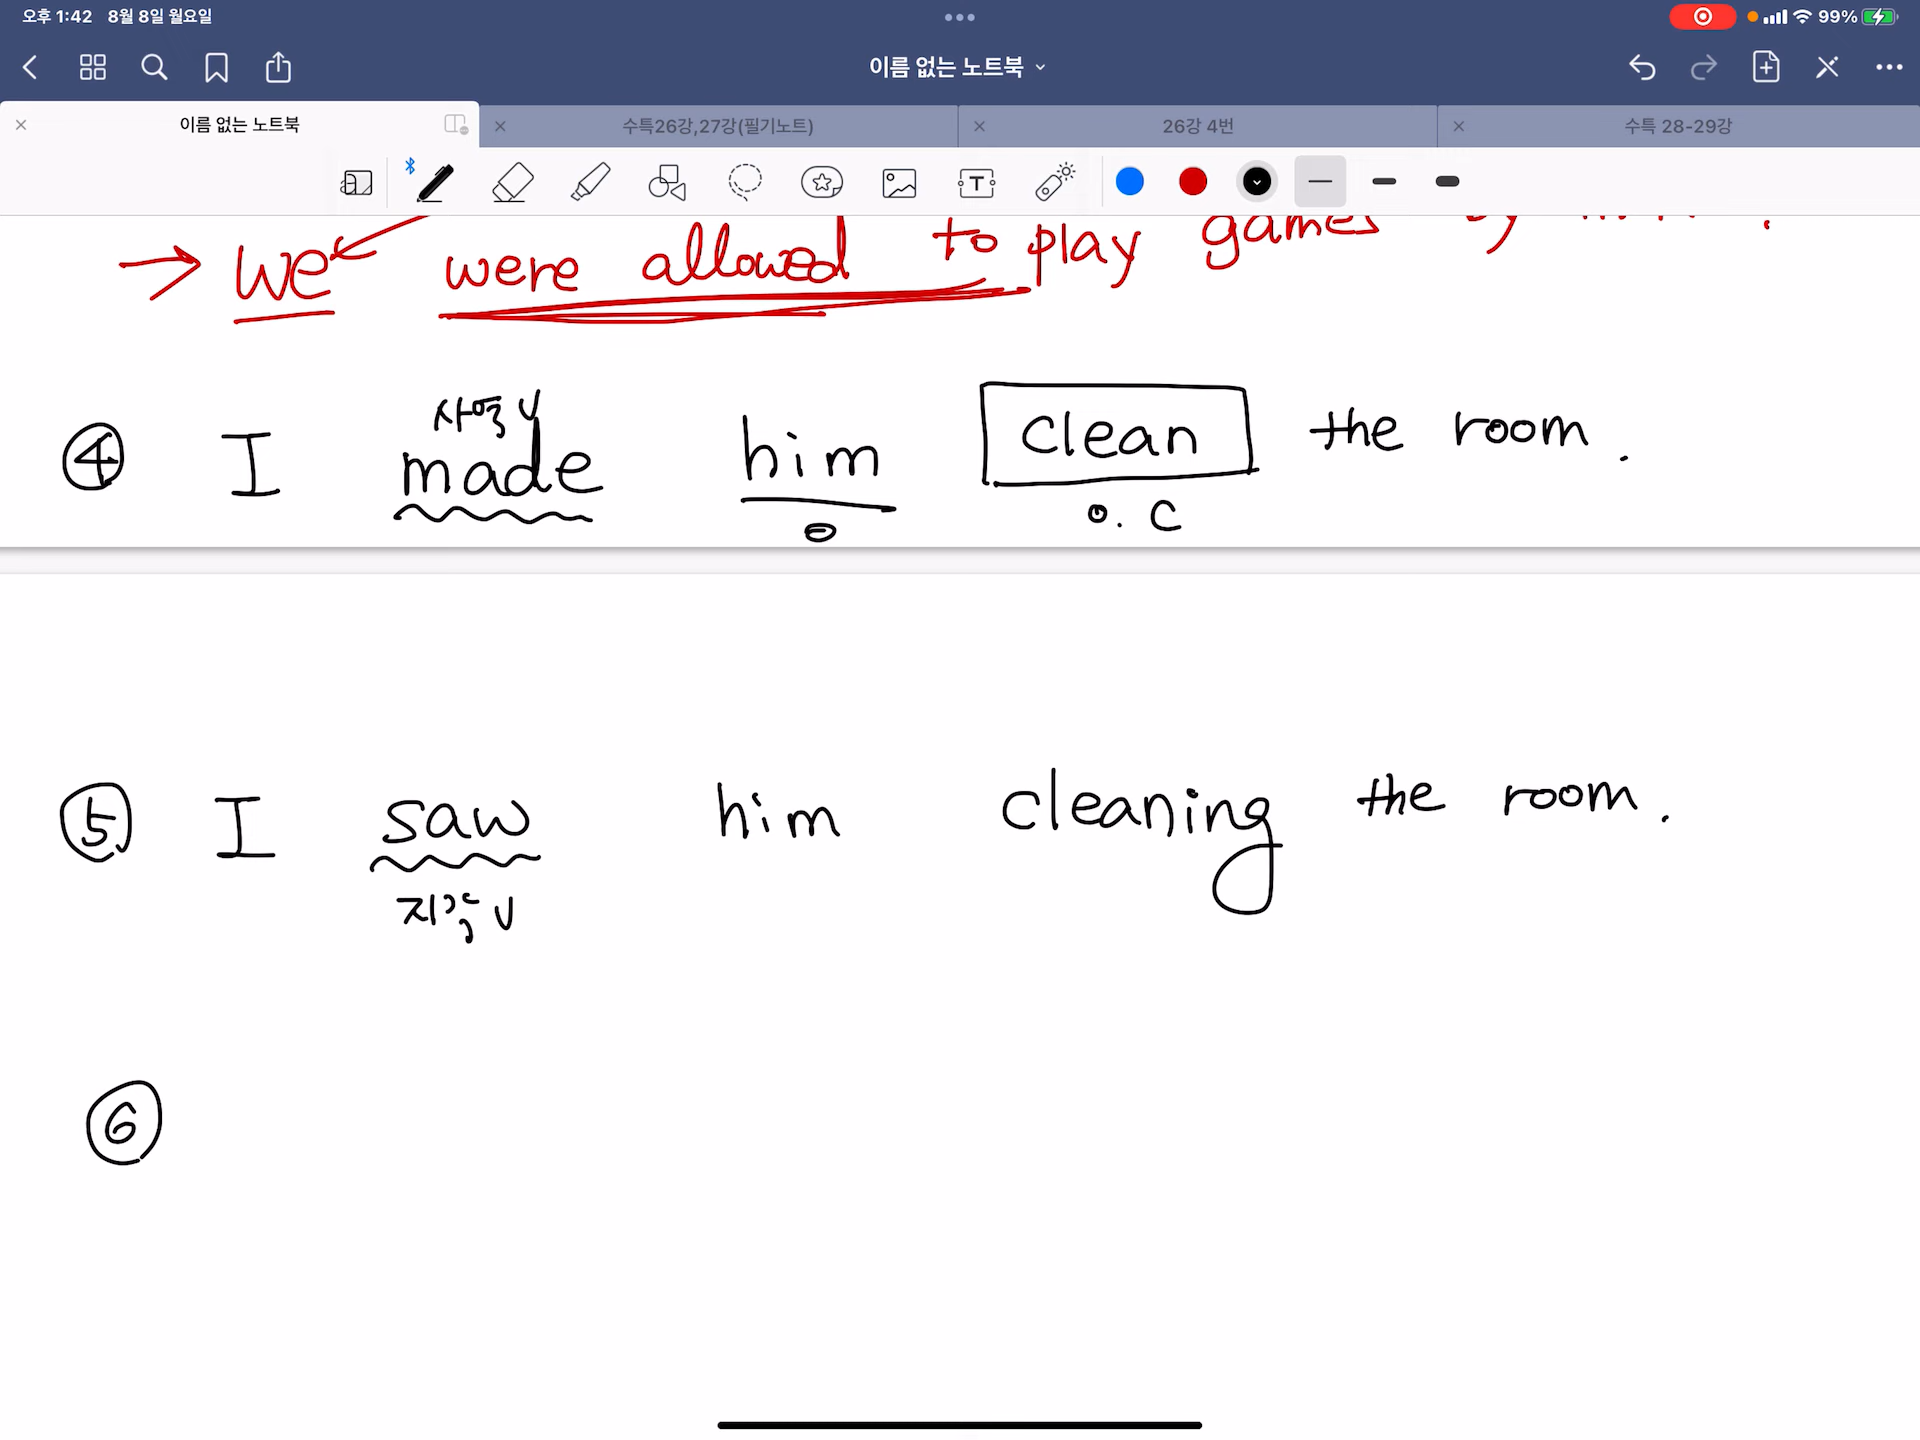 오후 1:42 8월 8일 월요일 99%
이름 없는 노트북
이름 없는 노트북 수특26강,27강(필기노트) 26강 4번 수특 28-29강
→ We were allowed to play games by
사역 V
④ I made him clean the room.
o o.c
⑤ I saw him cleaning the room.
지각 V
⑥